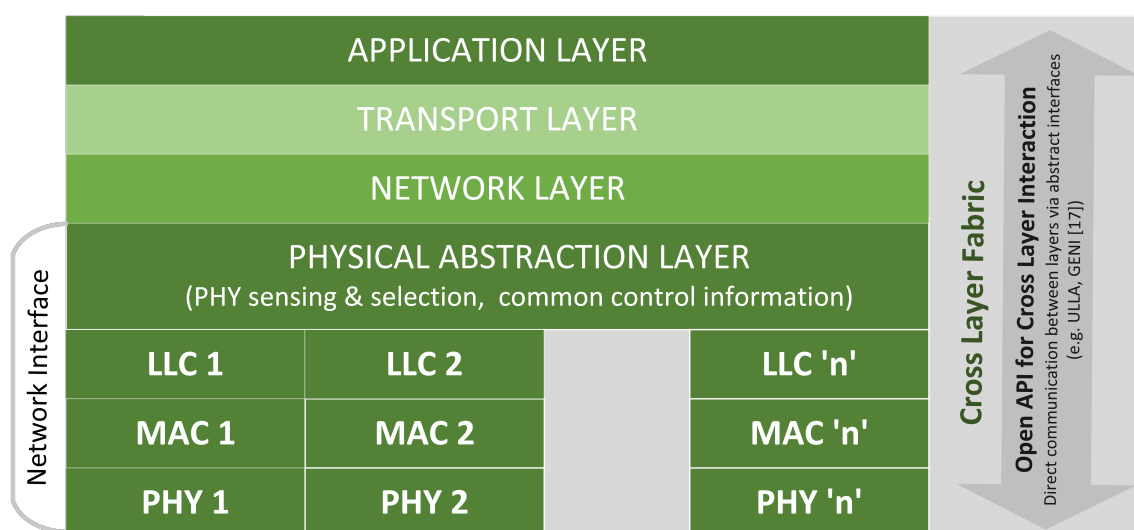 APPLICATION LAYER
TRANSPORT LAYER
NETWORK LAYER
PHYSICAL ABSTRACTION LAYER
(PHY sensing & selection, common control information)
LLC 1
LLC 2
LLC 'n'
MAC 1
MAC 2
MAC 'n'
PHY 1
PHY 2
PHY 'n'
Network Interface
Cross Layer Fabric
Open API for Cross Layer Interaction
Direct communication between layers via abstract interfaces
(e.g. ULLA, GENI [17])